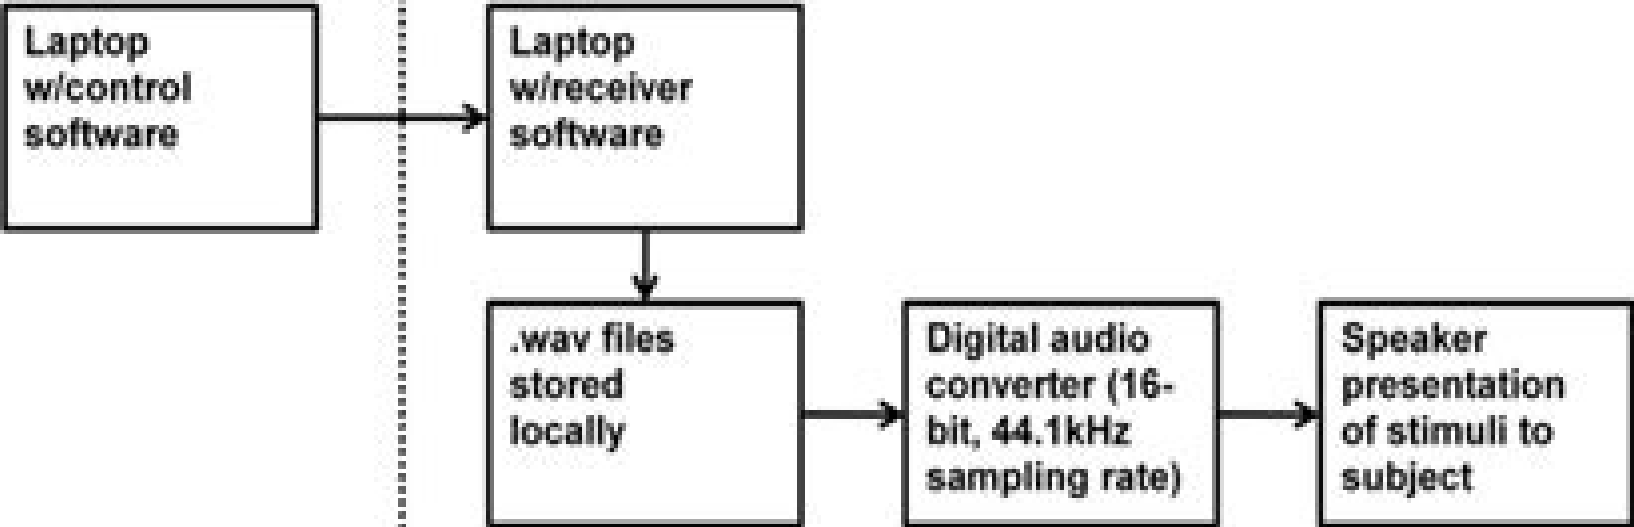 Laptop
w/control
software
Laptop
w/receiver
software
.wav files
stored
locally
Digital audio
converter (16-
bit, 44.1kHz
sampling rate)
Speaker
presentation
of stimuli to
subject